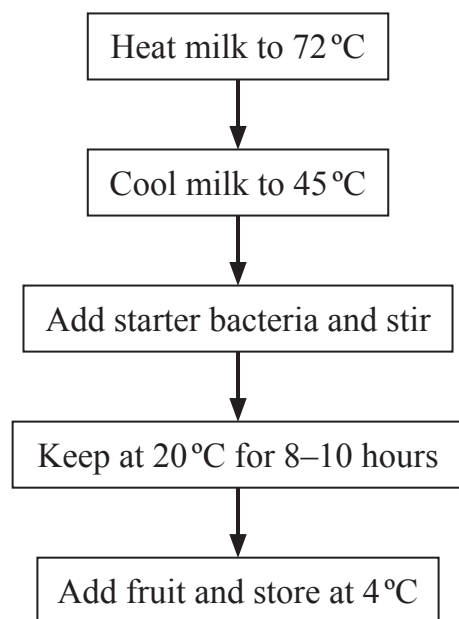 Heat milk to 72 ºC
Cool milk to 45 ºC
Add starter bacteria and stir
Keep at 20 ºC for 8–10 hours
Add fruit and store at 4 ºC